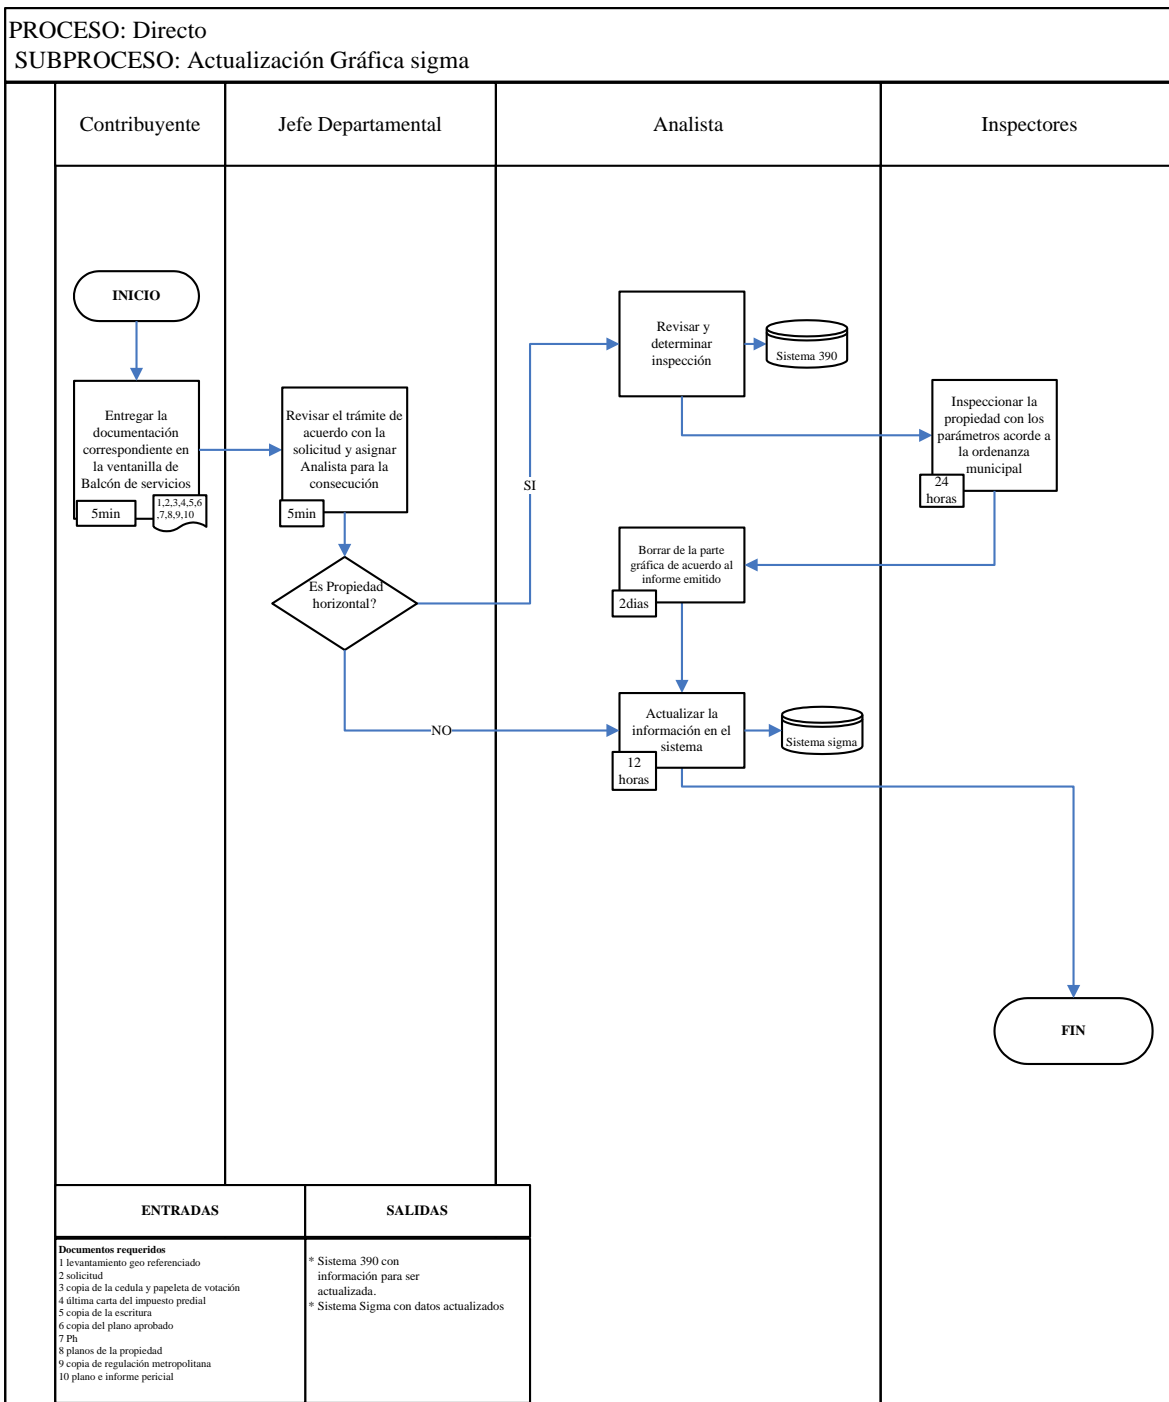 PROCESO: Directo
SUBPROCESO: Actualización Gráfica sigma
Contribuyente
Jefe Departamental
Analista
Inspectores
INICIO
Entregar la
documentación
correspondiente en
la ventanilla de
Balcón de servicios
5min
1,2,3,4,5,6
,7,8,9,10
Revisar el trámite de
acuerdo con la
solicitud y asignar
Analista para la
consecución
5min
Es Propiedad
horizontal?
SI
NO
Revisar y
determinar
inspección
Sistema 390
Inspeccionar la
propiedad con los
parámetros acorde a
la ordenanza
municipal
24
horas
Borrar de la parte
gráfica de acuerdo al
informe emitido
2dias
Actualizar la
información en el
sistema
12
horas
Sistema sigma
FIN
ENTRADAS
Documentos requeridos
1 levantamiento geo referenciado
2 solicitud
3 copia de la cedula y papeleta de votación
4 última carta del impuesto predial
5 copia de la escritura
6 copia del plano aprobado
7 Ph
8 planos de la propiedad
9 copia de regulación metropolitana
10 plano e informe pericial
SALIDAS
* Sistema 390 con
información para ser
actualizada.
* Sistema Sigma con datos actualizados